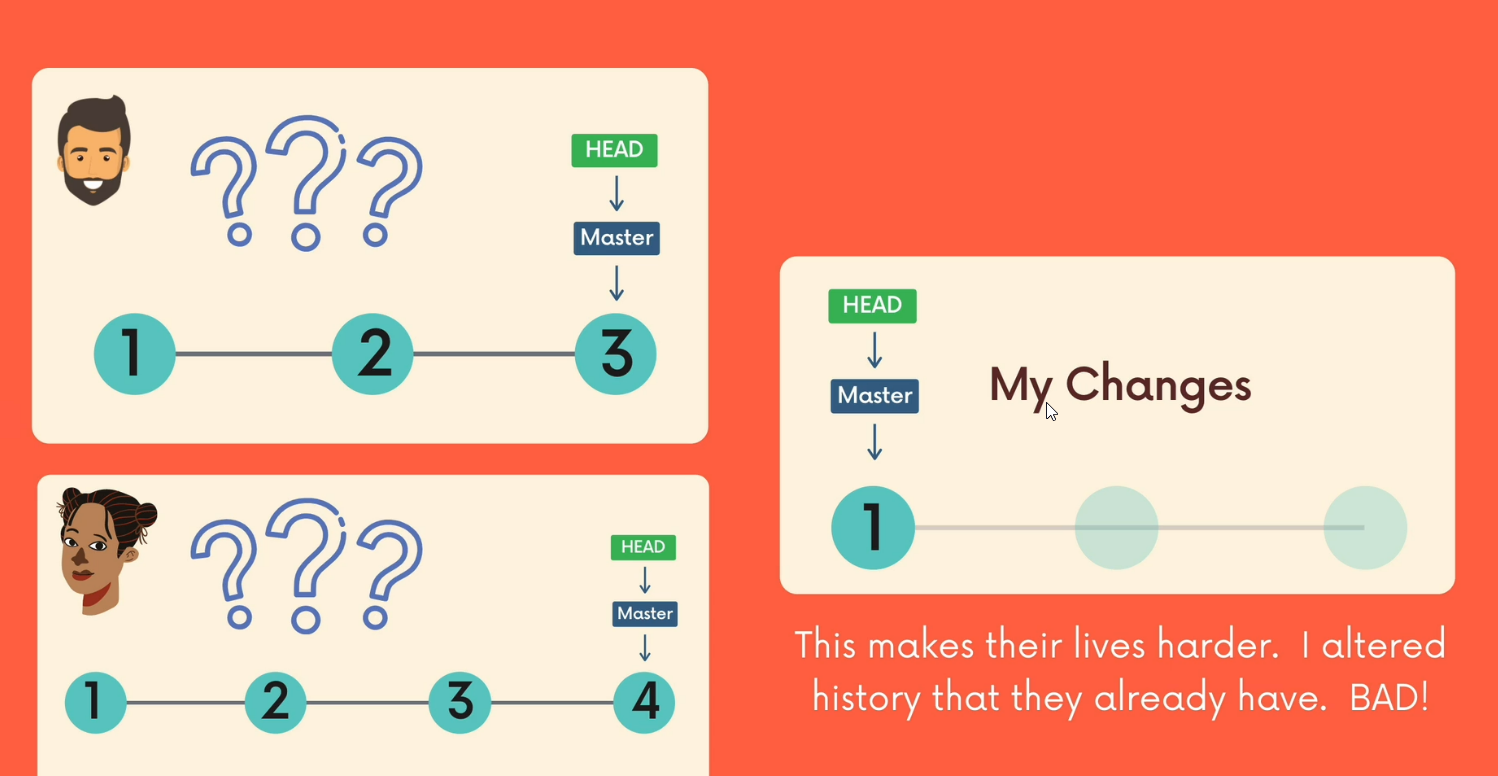 ???
HEAD
Master
1 2 3
???
HEAD
Master
1 2 3 4
HEAD
Master
My Changes
1
This makes their lives harder. I altered
history that they already have. BAD!